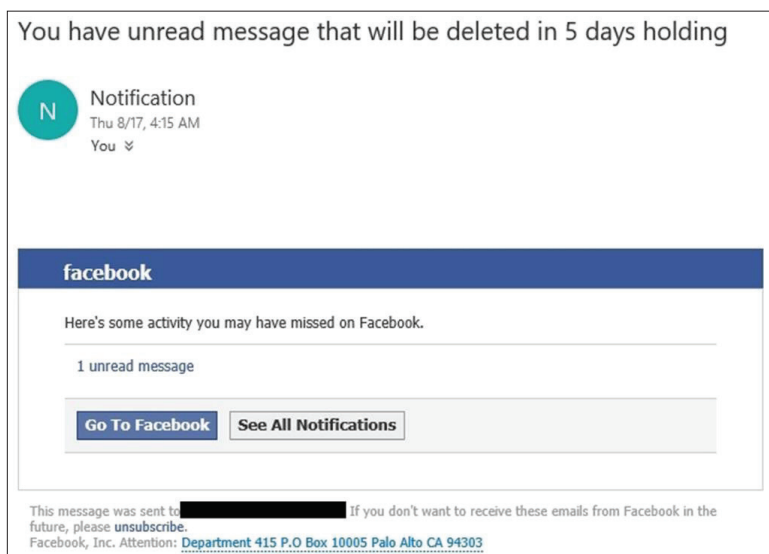 You have unread message that will be deleted in 5 days holding
N
Notification
Thu 8/17, 4:15 AM
You
facebook
Here's some activity you may have missed on Facebook.
1 unread message
Go To Facebook
See All Notifications
This message was sent to If you don't want to receive these emails from Facebook in the
future, please unsubscribe.
Facebook, Inc. Attention: Department 415 P.O Box 10005 Palo Alto CA 94303